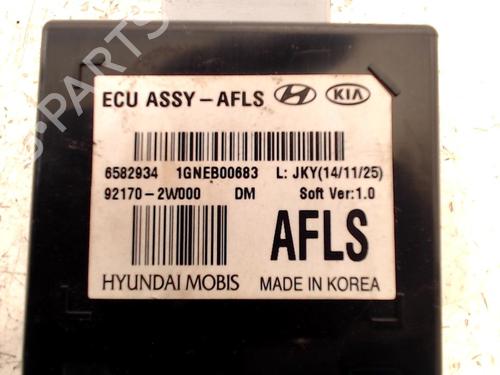 ECU ASSY-AFLS KIA
6582934 1GNEB00683 L: JKY(14/11/25)
92170-2W000 DM Soft Ver:1.0
AFLS
HYUNDAI MOBIS MADE IN KOREA